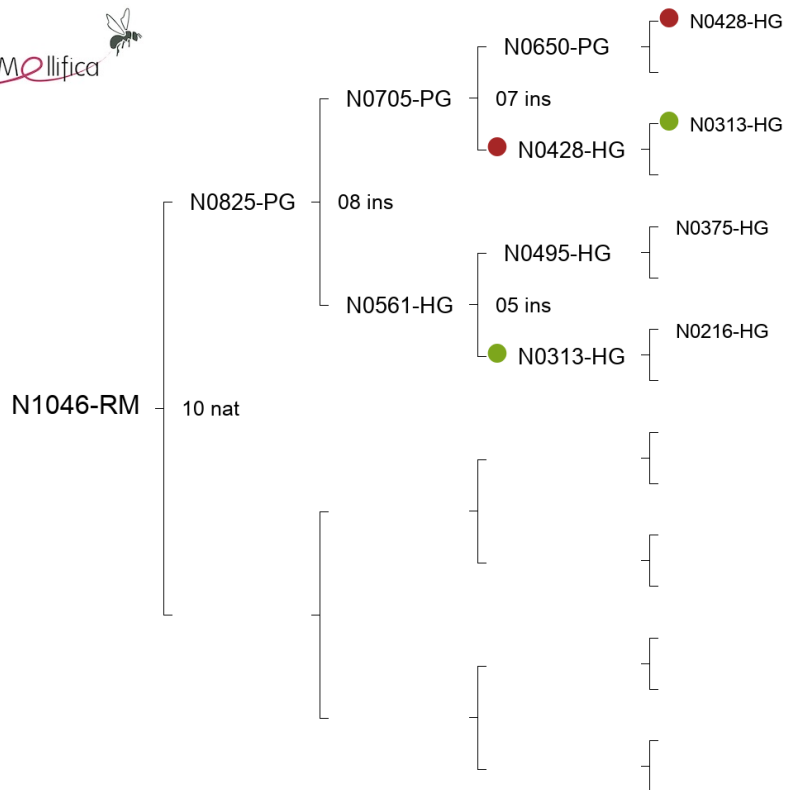 Mellifica
N0428-HG
N0650-PG
N0705-PG
07 ins
N0313-HG
N0428-HG
N0825-PG
08 ins
N0375-HG
N0495-HG
N0561-HG
05 ins
N0216-HG
N0313-HG
N1046-RM
10 nat